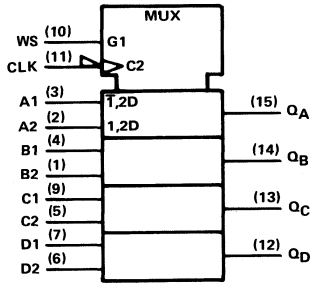 MUX
WS (10) G1
CLK (11) C2
A1 (3) 1̅,2D (15) QA
A2 (2) 1,2D
B1 (4) (14) QB
B2 (1)
C1 (9) (13) QC
C2 (5)
D1 (7) (12) QD
D2 (6)